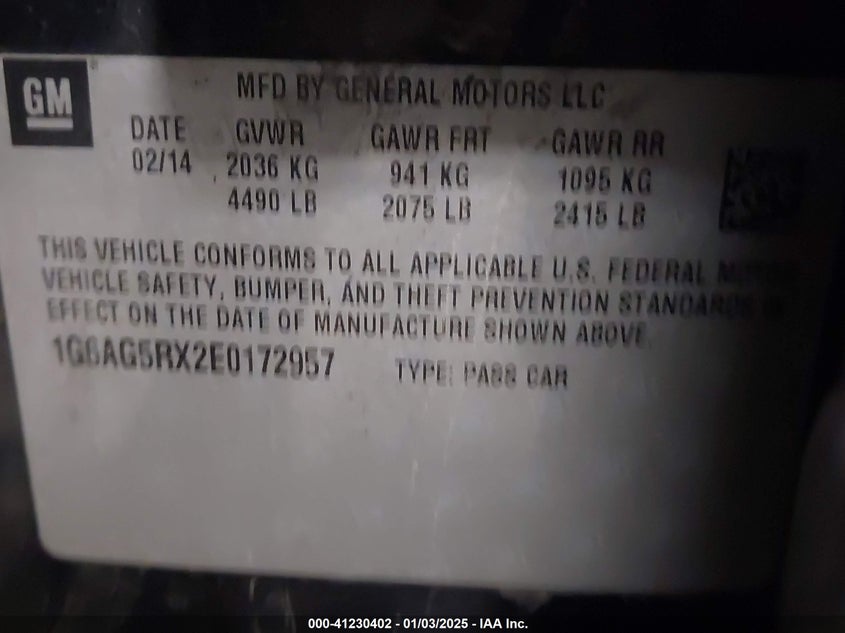 GM
MFD BY GENERAL MOTORS LLC
DATE GVWR GAWR FRT GAWR RR
02/14 2036 KG 941 KG 1095 KG
4490 LB 2075 LB 2415 LB
THIS VEHICLE CONFORMS TO ALL APPLICABLE U.S. FEDERAL MOTOR
VEHICLE SAFETY, BUMPER, AND THEFT PREVENTION STANDARDS IN
EFFECT ON THE DATE OF MANUFACTURE SHOWN ABOVE.
1G6AG5RX2E0172957 TYPE: PASS CAR
000-41230402 - 01/03/2025 - IAA Inc.